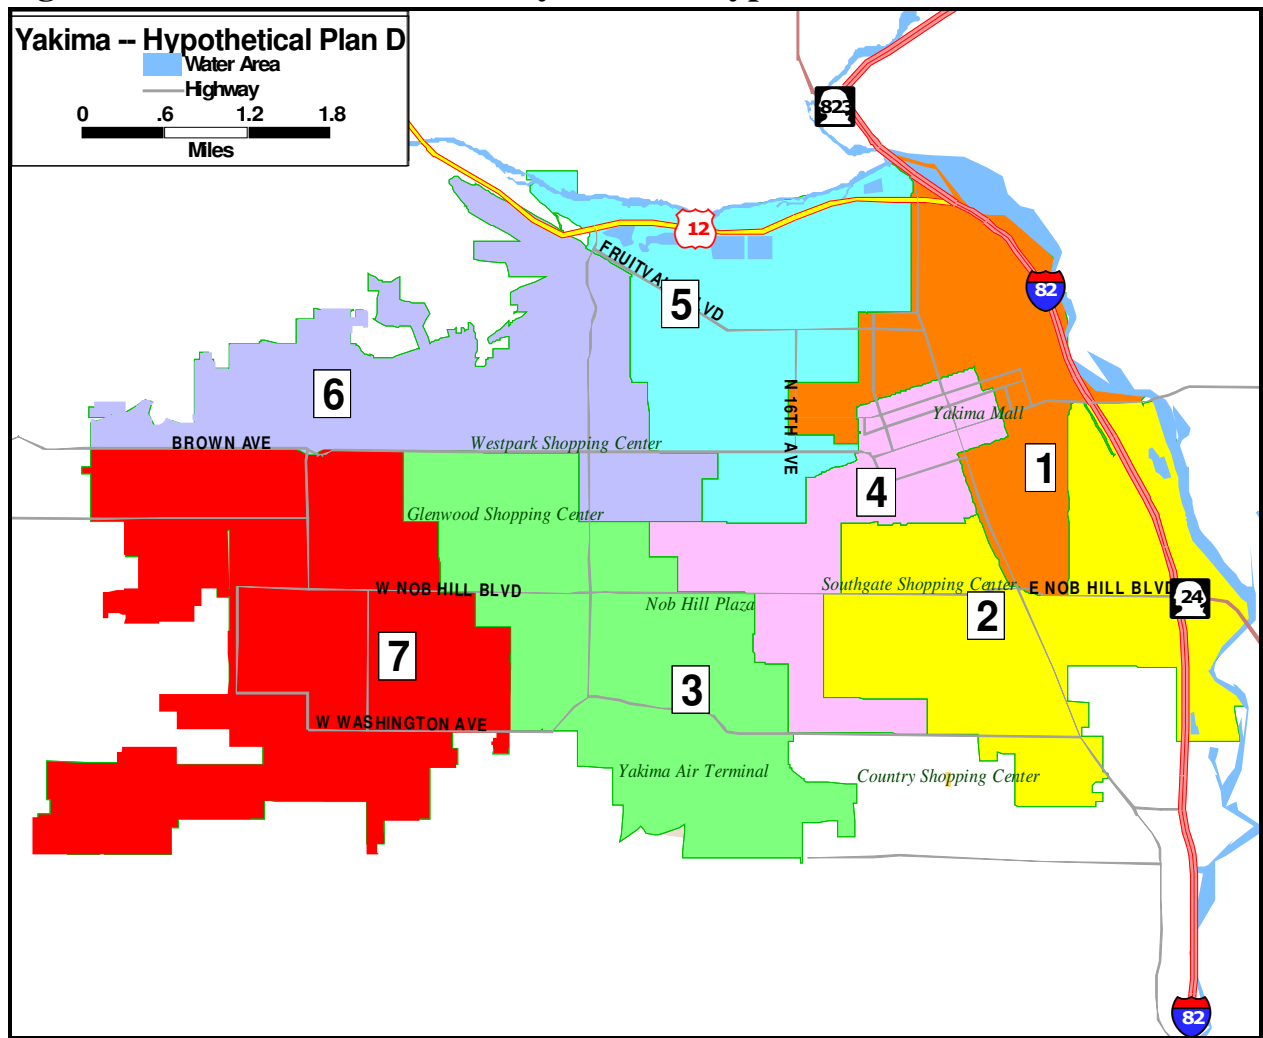 Yakima -- Hypothetical Plan D
Water Area
Highway
0 .6 1.2 1.8
Miles
823
12
82
FRUITVA
LVD
5
N 16TH AVE
6
Yakima Mall
BROWN AVE
Westpark Shopping Center
1
4
Glenwood Shopping Center
W NOB HILL BLVD
Southgate Shopping Center
E NOB HILL BLVD
24
Nob Hill Plaza
2
7
3
W WASHINGTON AVE
Yakima Air Terminal
Country Shopping Center
82